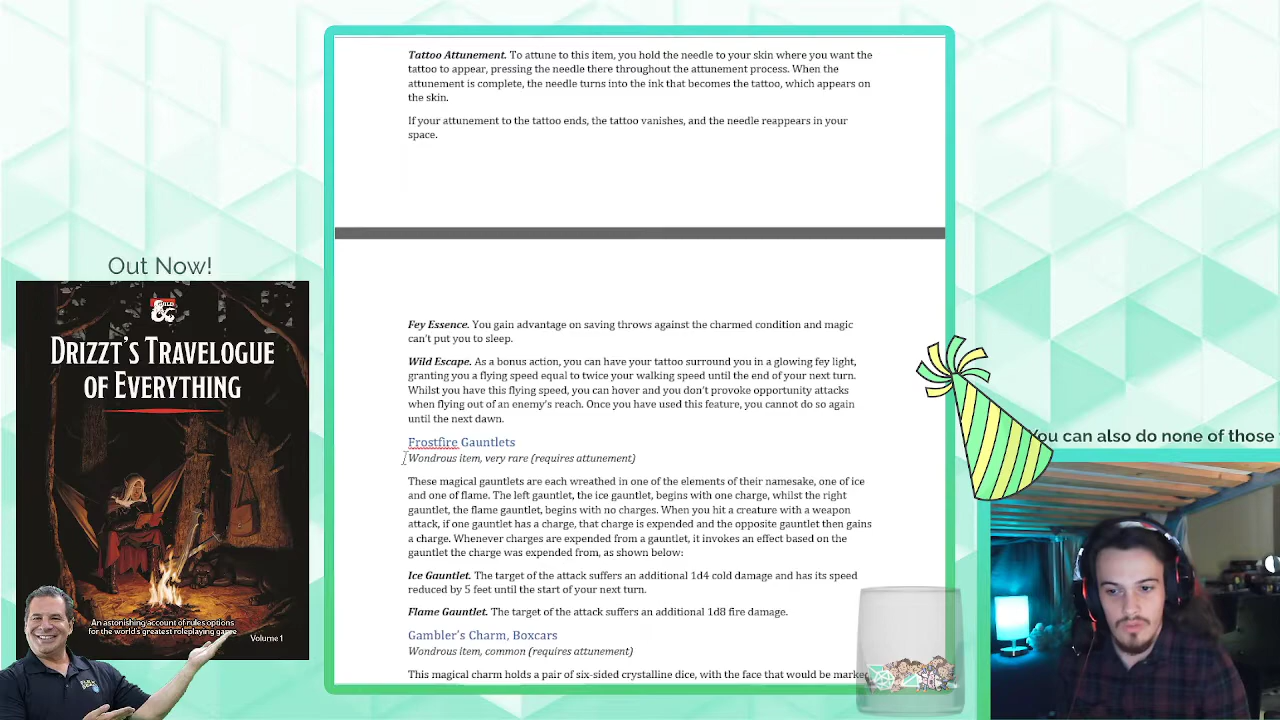 Tattoo Attunement. To attune to this item, you hold the needle to your skin where you want the
tattoo to appear, pressing the needle there throughout the attunement process. When the
attunement is complete, the needle turns into the ink that becomes the tattoo, which appears on
the skin.
If your attunement to the tattoo ends, the tattoo vanishes, and the needle reappears in your
space.
Fey Essence. You gain advantage on saving throws against the charmed condition and magic
can't put you to sleep.
Wild Escape. As a bonus action, you can have your tattoo surround you in a glowing fey light,
granting you a flying speed equal to twice your walking speed until the end of your next turn.
Whilst you have this flying speed, you can hover and you don't provoke opportunity attacks
when flying out of an enemy's reach. Once you have used this feature, you cannot do so again
until the next dawn.
Frostfire Gauntlets
Wondrous item, very rare (requires attunement)
These magical gauntlets are each wreathed in one of the elements of their namesake, one of ice
and one of flame. The left gauntlet, the ice gauntlet, begins with one charge, whilst the right
gauntlet, the flame gauntlet, begins with no charges. When you hit a creature with a weapon
attack, if one gauntlet has a charge, that charge is expended and the opposite gauntlet then gains
a charge. Whenever charges are expended from a gauntlet, it invokes an effect based on the
gauntlet the charge was expended from, as shown below:
Ice Gauntlet. The target of the attack suffers an additional 1d4 cold damage and has its speed
reduced by 5 feet until the start of your next turn.
Flame Gauntlet. The target of the attack suffers an additional 1d8 fire damage.
Gambler's Charm, Boxcars
Wondrous item, common (requires attunement)
This magical charm holds a pair of six-sided crystalline dice, with the face that would be marke
Out Now!
DRIZZT'S TRAVELOGUE
OF EVERYTHING
An astonishing account of rules options
for the world's greatest roleplaying game
Volume 1
You can also do none of those